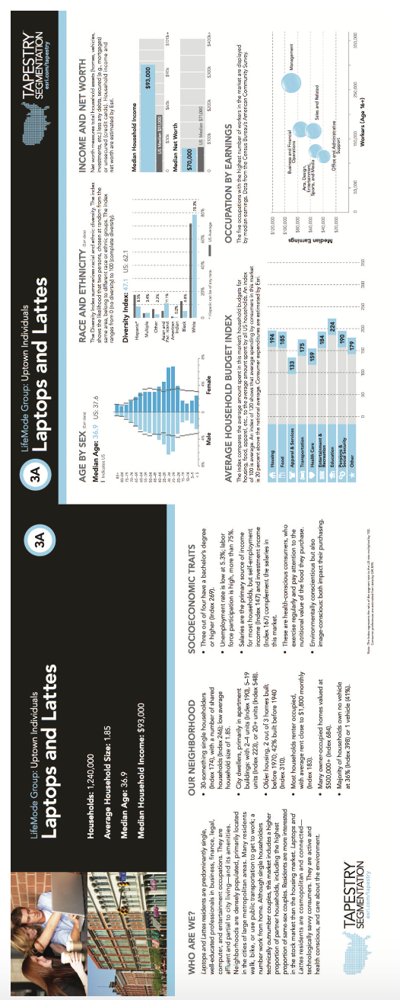 LifeMode Group: Uptown Individuals
Laptops and Lattes
3A
Households: 1,240,000
Average Household Size: 1.85
Median Age: 36.9
Median Household Income: $93,000
WHO ARE WE?
Laptops and Lattes residents are predominantly single,
well-educated professionals in business, finance, legal,
computer, and entertainment occupations. They are
affluent and partial to city living—and its amenities.
Neighborhoods are densely populated, primarily located
in the cities of large metropolitan areas. Many residents
walk, bike, or use public transportation to get to work; a
number work from home. Although single householders
technically outnumber couples, this market includes a higher
proportion of partner households, including the highest
proportion of same-sex couples. Residents are more interested
in the stock market than the housing market. Laptops and
Lattes residents are cosmopolitan and connected—
technologically savvy consumers. They are active and
health conscious, and care about the environment.
OUR NEIGHBORHOOD
• 30-something single householders
(Index 174), with a number of shared
households (Index 246); low average
household size of 1.85.
• City dwellers, primarily in apartment
buildings: with 2–4 units (Index 190), 5–19
units (Index 223), or 20+ units (Index 548).
• Older housing, 2 out of 3 homes built
before 1970; 42% built before 1940
(Index 310).
• Most households renter occupied,
with average rent close to $1,800 monthly
(Index 183).
• Many owner-occupied homes valued at
$500,000+ (Index 684).
• Majority of households own no vehicle
at 36% (Index 398) or 1 vehicle (41%).
SOCIOECONOMIC TRAITS
• Three out of four have a bachelor's degree
or higher (Index 269).
• Unemployment rate is low at 5.3%; labor
force participation is high, more than 75%.
• Salaries are the primary source of income
for most households, but self-employment
income (Index 147) and investment income
(Index 167) complement the salaries in
this market.
• These are health-conscious consumers, who
exercise regularly and pay attention to the
nutritional value of the food they purchase.
• Environmentally conscientious but also
image-conscious: both impact their purchasing.
TAPESTRY
SEGMENTATION
esri.com/tapestry
Note: The Index represents the ratio of the segment rate to the US rate multiplied by 100.
Consumer preferences are estimated from data by GfK MRI.
3A
LifeMode Group: Uptown Individuals
Laptops and Lattes
TAPESTRY
SEGMENTATION
esri.com/tapestry
AGE BY SEX (Esri data)
Median Age: 36.9 US: 37.6
Indicates US
85+
80–84
75–79
70–74
65–69
60–64
55–59
50–54
45–49
40–44
35–39
30–34
25–29
20–24
15–19
10–14
5–9
<5
8% 4% 0 4% 8%
Male Female
RACE AND ETHNICITY (Esri data)
The Diversity Index summarizes racial and ethnic diversity. The index
shows the likelihood that two persons, chosen at random from the
same area, belong to different race or ethnic groups. The index
ranges from 0 (no diversity) to 100 (complete diversity).
Diversity Index: 47.1 US: 62.1
Hispanic*
Multiple 3.4%
Other 2.2%
Asian and
Pac. Island 11.1%
American
Indian 0.2%
Black
White 74.3%
0 20% 40% 60% 80%
* Hispanic can be of any race. US Average
INCOME AND NET WORTH
Net worth measures total household assets (homes, vehicles,
investments, etc.) less any debts, secured (e.g., mortgages)
or unsecured (credit cards). Household income and
net worth are estimated by Esri.
Median Household Income
$93,000
US Median
0 $30k $60k $90k
Median Net Worth
$70,000
US Median $71,000
0 $100k $200k $300k $400k+
AVERAGE HOUSEHOLD BUDGET INDEX
The index compares the average amount spent in this market's household budgets for
housing, food, apparel, etc., to the average amount spent by all US households. An index
of 100 is average. An index of 120 shows that average spending by consumers in this market
is 20 percent above the national average. Consumer expenditures are estimated by Esri.
Housing 194
Food 185
Apparel & Services 133
Transportation 175
Health Care 159
Entertainment &
Recreation 184
Education 224
Pensions &
Social Security 190
Other 179
0 50 100 150 200 250 300 350
OCCUPATION BY EARNINGS
The five occupations with the highest number of workers in the market are displayed
by median earnings. Data from the Census Bureau's American Community Survey.
$120,000
$100,000
$80,000
$60,000
$40,000
$20,000
Median Earnings
Management
Business and Financial
Operations
Arts, Design,
Entertainment,
Sports, and Media
Sales and Related
Office and Administrative
Support
0 50,000 150,000 250,000 350,000
Workers (Age 16+)